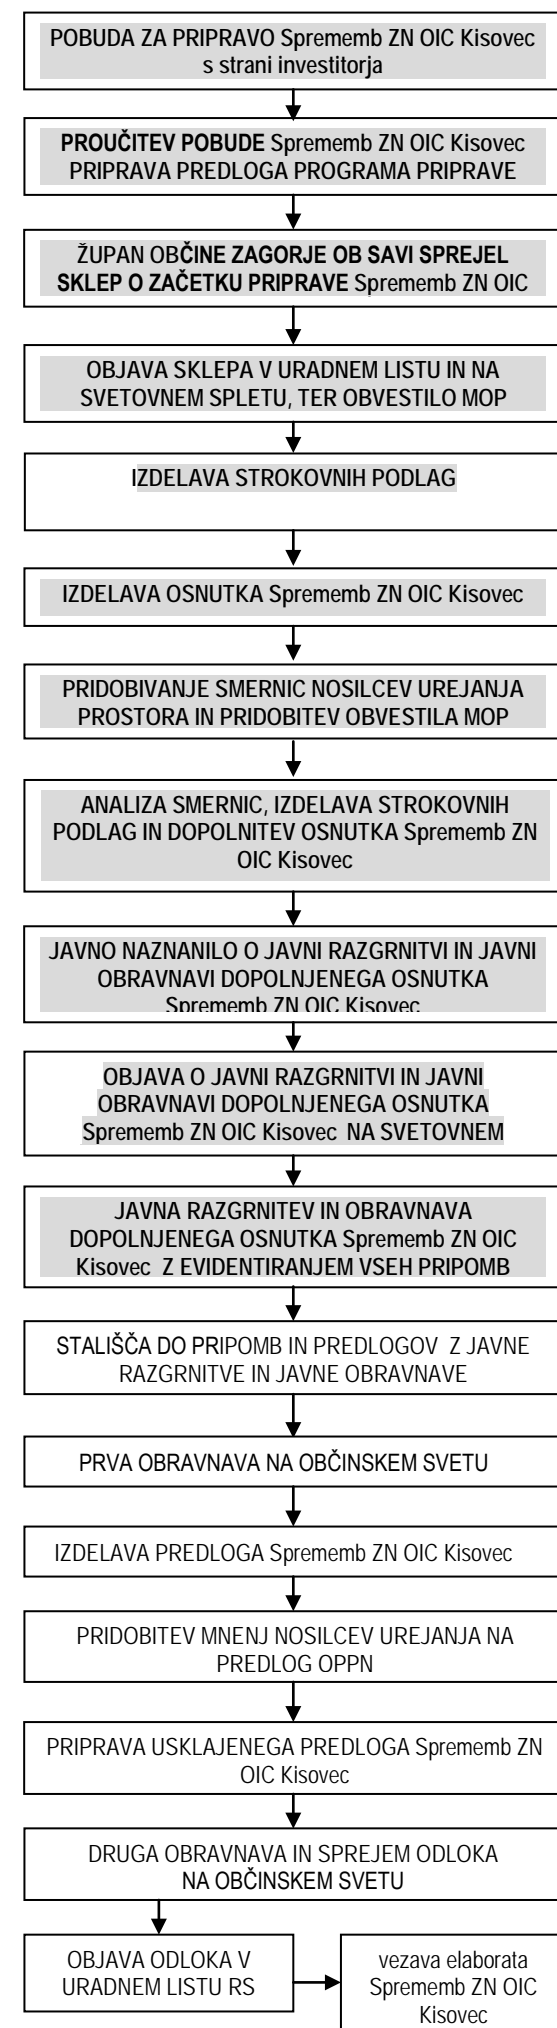 POBUDA ZA PRIPRAVO Sprememb ZN OIC Kisovec
s strani investitorja
PROUČITEV POBUDE Sprememb ZN OIC Kisovec
PRIPRAVA PREDLOGA PROGRAMA PRIPRAVE
ŽUPAN OBČINE ZAGORJE OB SAVI SPREJEL
SKLEP O ZAČETKU PRIPRAVE Sprememb ZN OIC
OBJAVA SKLEPA V URADNEM LISTU IN NA
SVETOVNEM SPLETU, TER OBVESTILO MOP
IZDELAVA STROKOVNIH PODLAG
IZDELAVA OSNUTKA Sprememb ZN OIC Kisovec
PRIDOBIVANJE SMERNIC NOSILCEV UREJANJA
PROSTORA IN PRIDOBITEV OBVESTILA MOP
ANALIZA SMERNIC, IZDELAVA STROKOVNIH
PODLAG IN DOPOLNITEV OSNUTKA Sprememb ZN
OIC Kisovec
JAVNO NAZNANILO O JAVNI RAZGRNITVI IN JAVNI
OBRAVNAVI DOPOLNJENEGA OSNUTKA
Sprememb ZN OIC Kisovec
OBJAVA O JAVNI RAZGRNITVI IN JAVNI
OBRAVNAVI DOPOLNJENEGA OSNUTKA
Sprememb ZN OIC Kisovec NA SVETOVNEM
JAVNA RAZGRNITEV IN OBRAVNAVA
DOPOLNJENEGA OSNUTKA Sprememb ZN OIC
Kisovec Z EVIDENTIRANJEM VSEH PRIPOMB
STALIŠČA DO PRIPOMB IN PREDLOGOV Z JAVNE
RAZGRNITVE IN JAVNE OBRAVNAVE
PRVA OBRAVNAVA NA OBČINSKEM SVETU
IZDELAVA PREDLOGA Sprememb ZN OIC Kisovec
PRIDOBITEV MNENJ NOSILCEV UREJANJA NA
PREDLOG OPPN
PRIPRAVA USKLAJENEGA PREDLOGA Sprememb ZN
OIC Kisovec
DRUGA OBRAVNAVA IN SPREJEM ODLOKA
NA OBČINSKEM SVETU
OBJAVA ODLOKA V
URADNEM LISTU RS
vezava elaborata
Sprememb ZN OIC
Kisovec